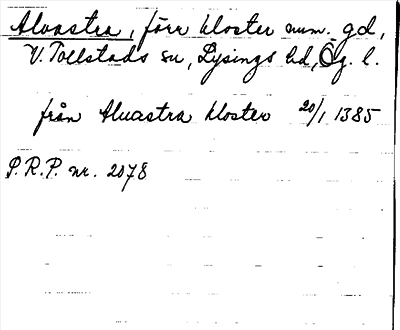 Alvastra, förr kloster num. gd,
V. Tollstads sn, Lysings hd, Ög. l.
från Alvastra kloster 20/1 1385
P.R.P. nr. 2078